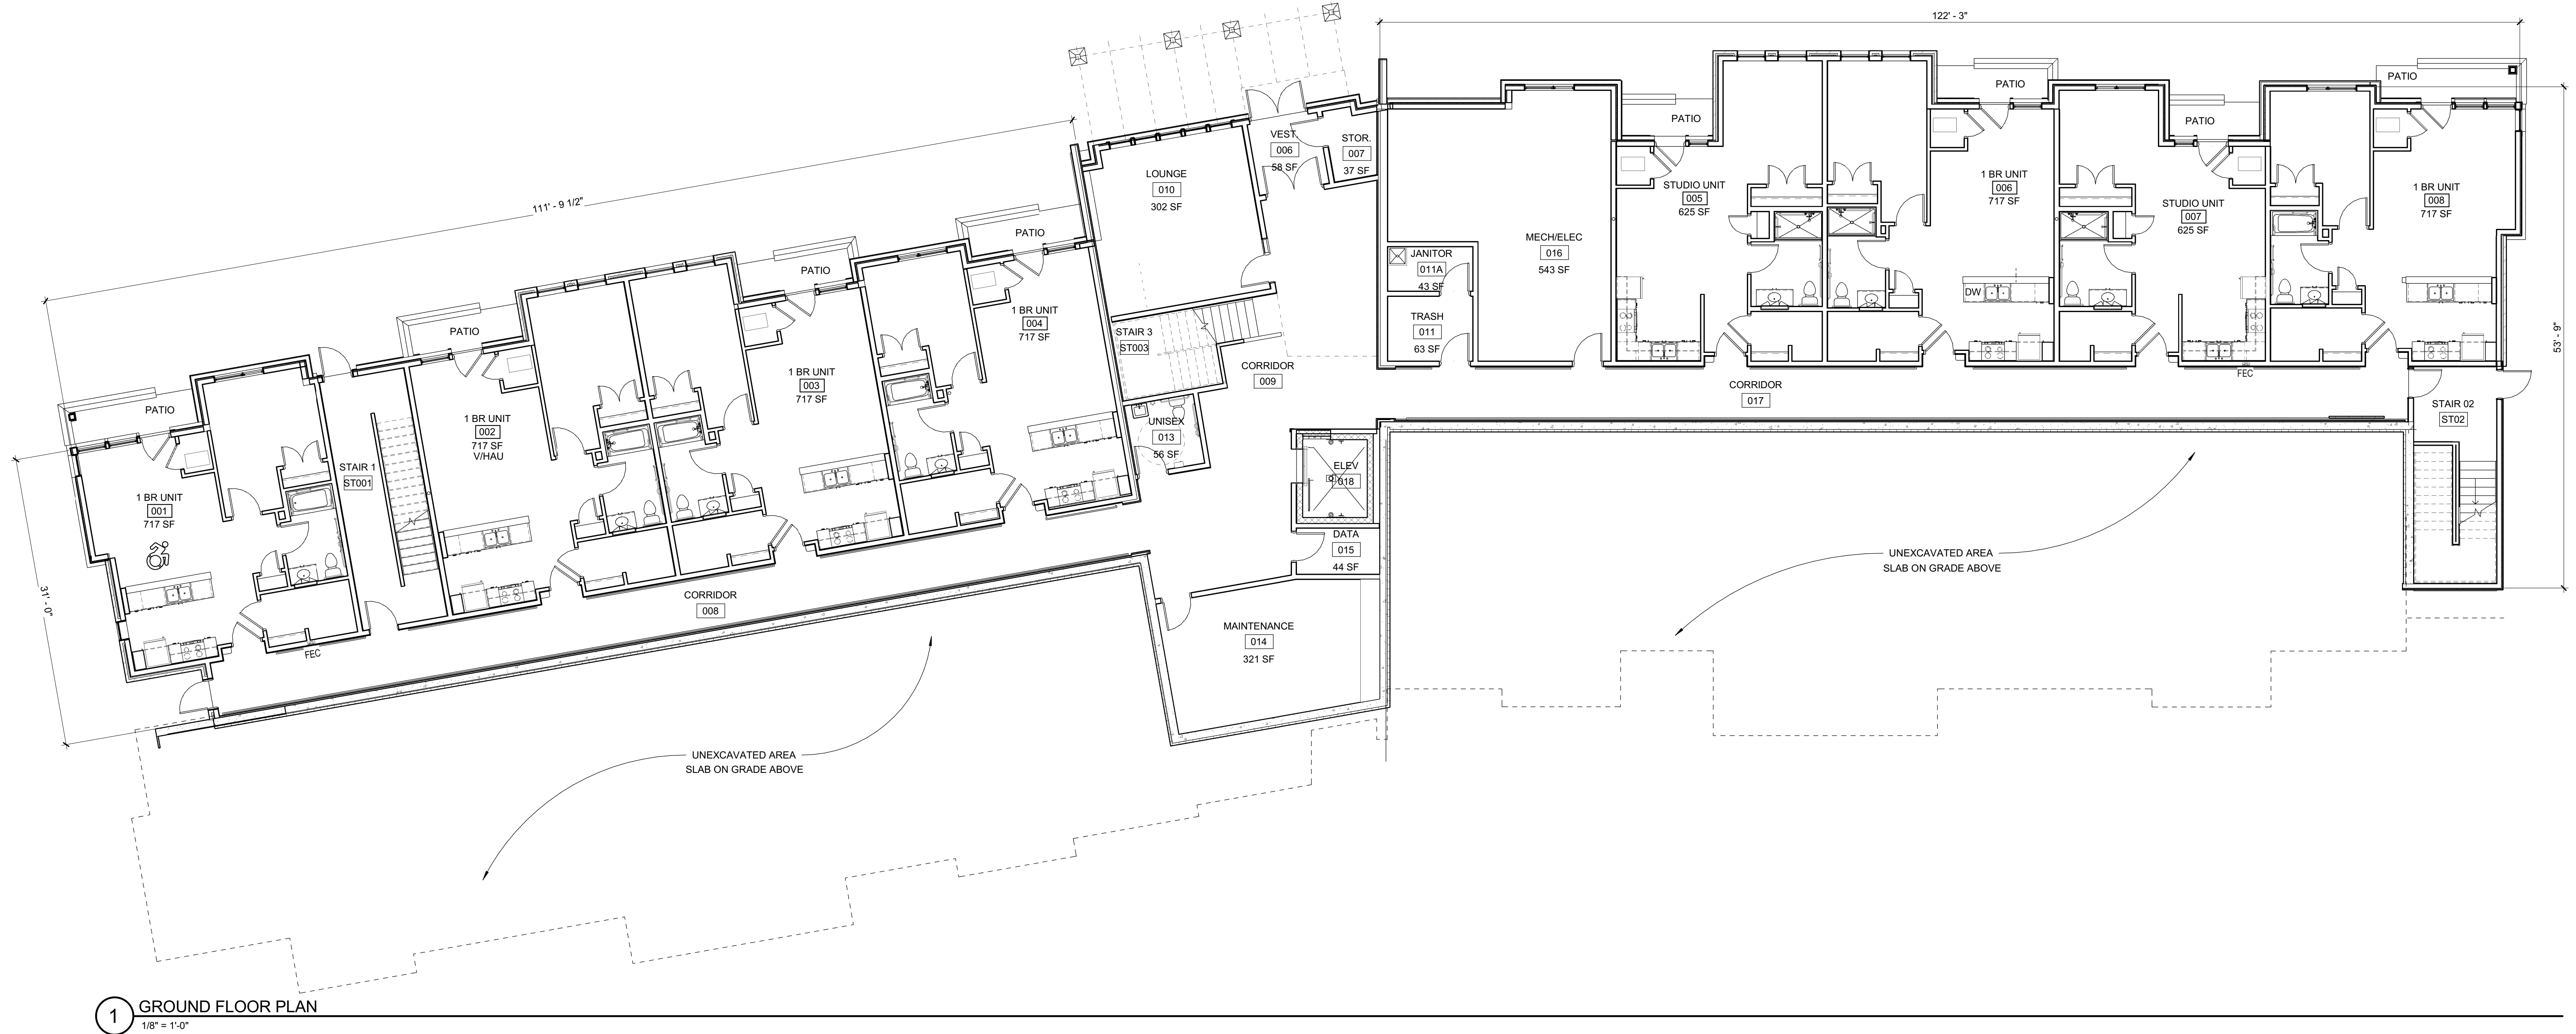 122' - 3"
111' - 9 1/2"
31' - 0"
53' - 9"
PATIO
1 BR UNIT
001
717 SF
FEC
STAIR 1
ST001
PATIO
1 BR UNIT
002
717 SF
V/HAU
PATIO
1 BR UNIT
003
717 SF
PATIO
1 BR UNIT
004
717 SF
CORRIDOR
008
LOUNGE
010
302 SF
VEST
006
58 SF
STOR.
007
37 SF
STAIR 3
ST003
CORRIDOR
009
UNISEX
013
56 SF
ELEV
018
DATA
015
44 SF
MAINTENANCE
014
321 SF
JANITOR
011A
43 SF
TRASH
011
63 SF
MECH/ELEC
016
543 SF
PATIO
STUDIO UNIT
005
625 SF
PATIO
1 BR UNIT
006
717 SF
DW
PATIO
STUDIO UNIT
007
625 SF
FEC
PATIO
1 BR UNIT
008
717 SF
CORRIDOR
017
STAIR 02
ST02
UNEXCAVATED AREA
SLAB ON GRADE ABOVE
UNEXCAVATED AREA
SLAB ON GRADE ABOVE
1
GROUND FLOOR PLAN
1/8" = 1'-0"